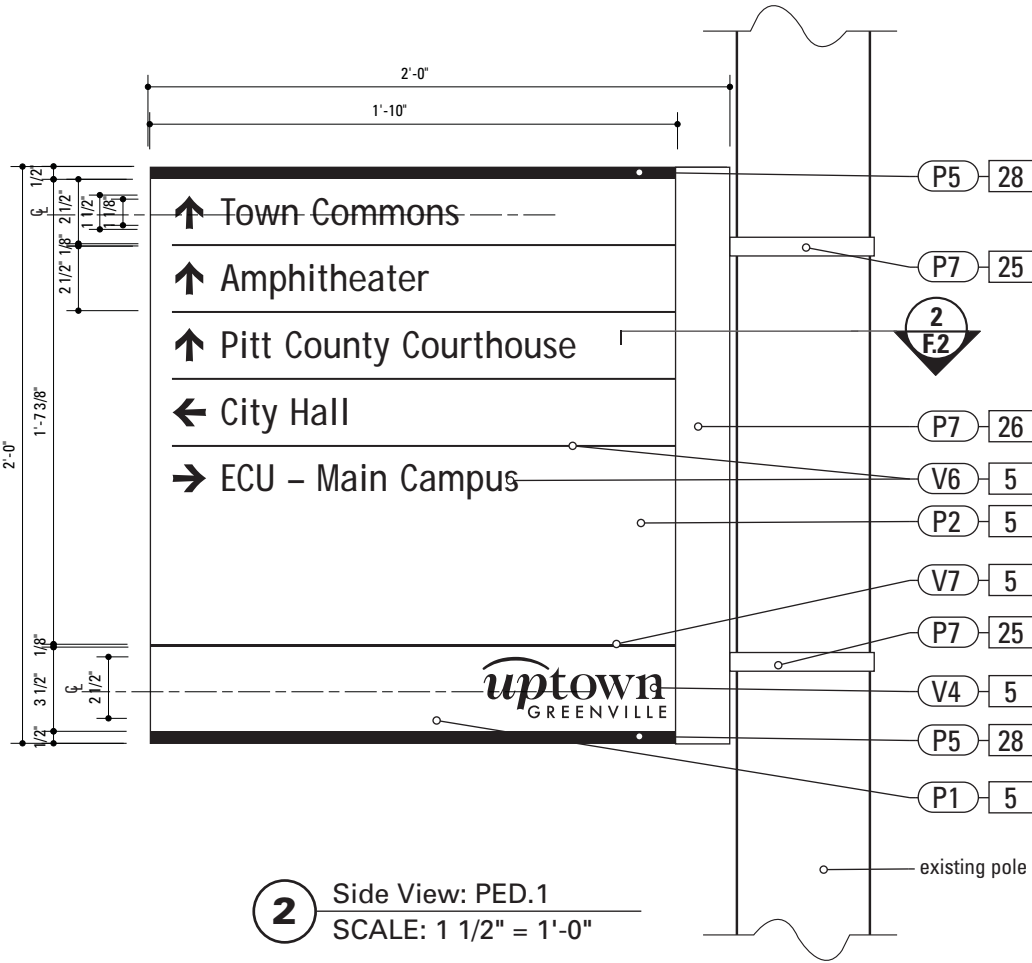 2'-0"
1'-10"
1/2"
2 1/2"
1 1/2"
1 1/8"
CL
1/8"
2 1/2"
1'-7 3/8"
2'-0"
1/8"
3 1/2"
CL
2 1/2"
1/2"
Town Commons
Amphitheater
Pitt County Courthouse
City Hall
ECU – Main Campus
uptown
GREENVILLE
P5 28
P7 25
2
F.2
P7 26
V6 5
P2 5
V7 5
P7 25
V4 5
P5 28
P1 5
existing pole
2 Side View: PED.1
SCALE: 1 1/2" = 1'-0"